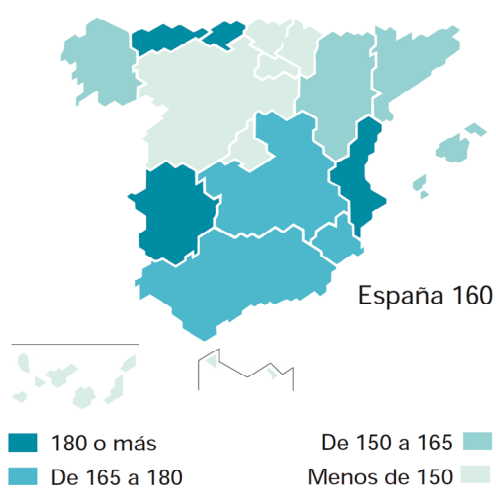 España 160
180 o más
De 150 a 165
De 165 a 180
Menos de 150